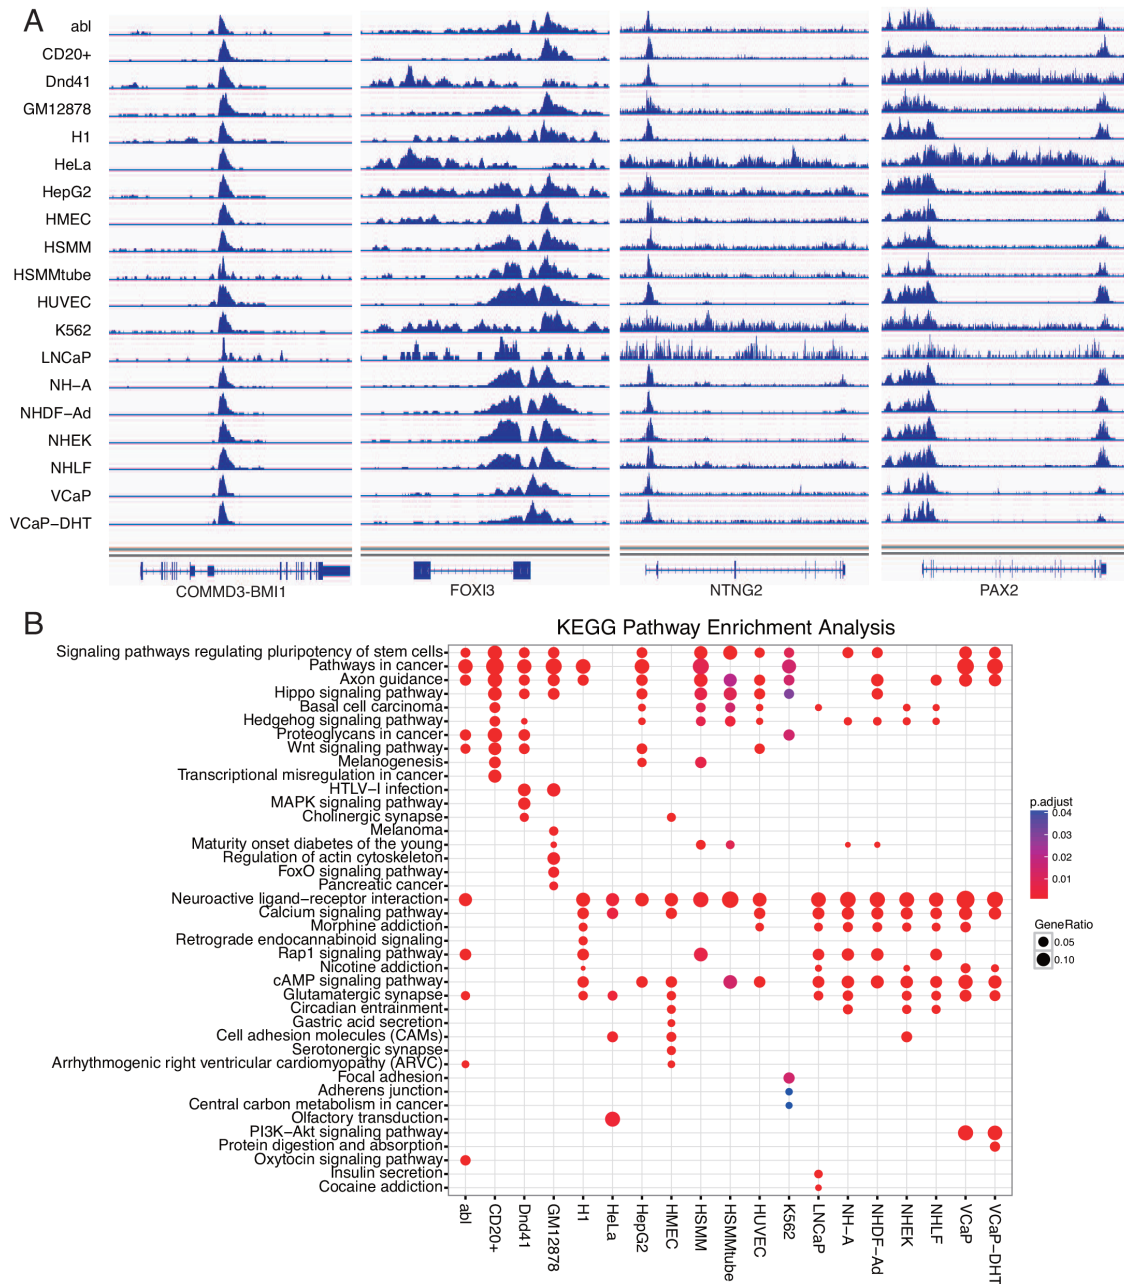 A
abl
CD20+
Dnd41
GM12878
H1
HeLa
HepG2
HMEC
HSMM
HSMMtube
HUVEC
K562
LNCaP
NH-A
NHDF-Ad
NHEK
NHLF
VCaP
VCaP-DHT
COMMD3-BMI1
FOXI3
NTNG2
PAX2
B
KEGG Pathway Enrichment Analysis
Signaling pathways regulating pluripotency of stem cells
Pathways in cancer
Axon guidance
Hippo signaling pathway
Basal cell carcinoma
Hedgehog signaling pathway
Proteoglycans in cancer
Wnt signaling pathway
Melanogenesis
Transcriptional misregulation in cancer
HTLV-I infection
MAPK signaling pathway
Cholinergic synapse
Melanoma
Maturity onset diabetes of the young
Regulation of actin cytoskeleton
FoxO signaling pathway
Pancreatic cancer
Neuroactive ligand-receptor interaction
Calcium signaling pathway
Morphine addiction
Retrograde endocannabinoid signaling
Rap1 signaling pathway
Nicotine addiction
cAMP signaling pathway
Glutamatergic synapse
Circadian entrainment
Gastric acid secretion
Cell adhesion molecules (CAMs)
Serotonergic synapse
Arrhythmogenic right ventricular cardiomyopathy (ARVC)
Focal adhesion
Adherens junction
Central carbon metabolism in cancer
Olfactory transduction
PI3K-Akt signaling pathway
Protein digestion and absorption
Oxytocin signaling pathway
Insulin secretion
Cocaine addiction
p.adjust
0.04
0.03
0.02
0.01
GeneRatio
0.05
0.10
abl
CD20+
Dnd41
GM12878
H1
HeLa
HepG2
HMEC
HSMM
HSMMtube
HUVEC
K562
LNCaP
NH-A
NHDF-Ad
NHEK
NHLF
VCaP
VCaP-DHT